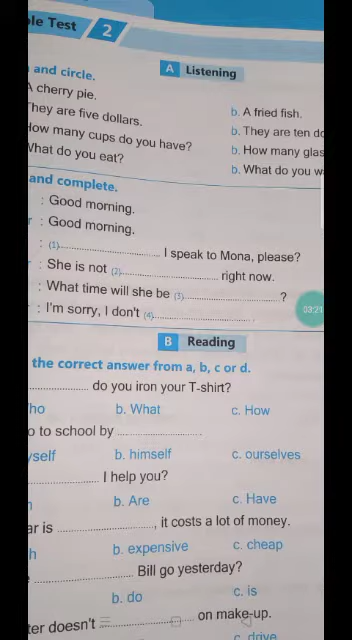 ple Test 2
A Listening
and circle.
A cherry pie.
b. A fried fish.
They are five dollars.
b. They are ten do
How many cups do you have?
b. How many glas
What do you eat?
b. What do you w
and complete.
: Good morning.
r : Good morning.
: (1) I speak to Mona, please?
: She is not (2) right now.
: What time will she be (3) ?
: I'm sorry, I don't (4) .
03:21
B Reading
the correct answer from a, b, c or d.
do you iron your T-shirt?
ho b. What c. How
o to school by
yself b. himself c. ourselves
I help you?
n b. Are c. Have
ar is , it costs a lot of money.
h b. expensive c. cheap
Bill go yesterday?
b. do c. is
ter doesn't on make-up.
c. drive